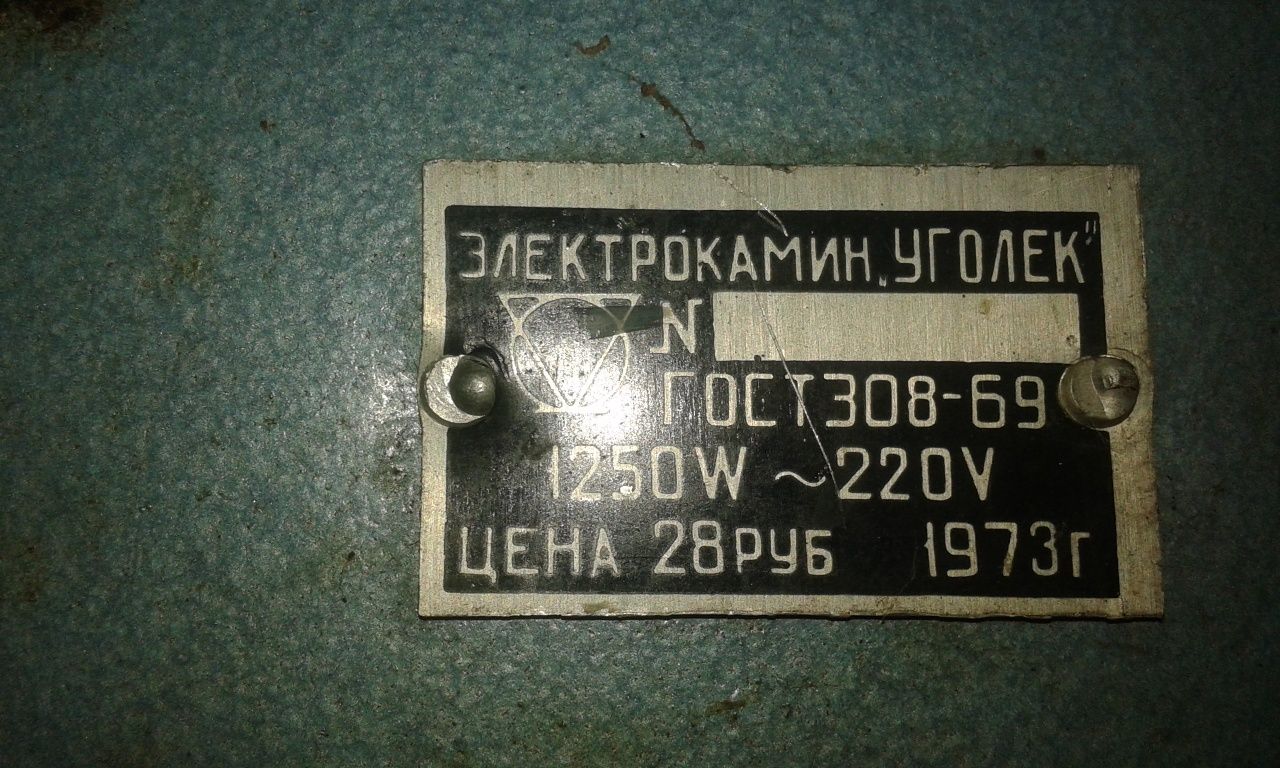 ЭЛЕКТРОКАМИН „УГОЛЕК"
N
ГОСТ308-69
1250W ~220V
ЦЕНА 28РУБ 1973г